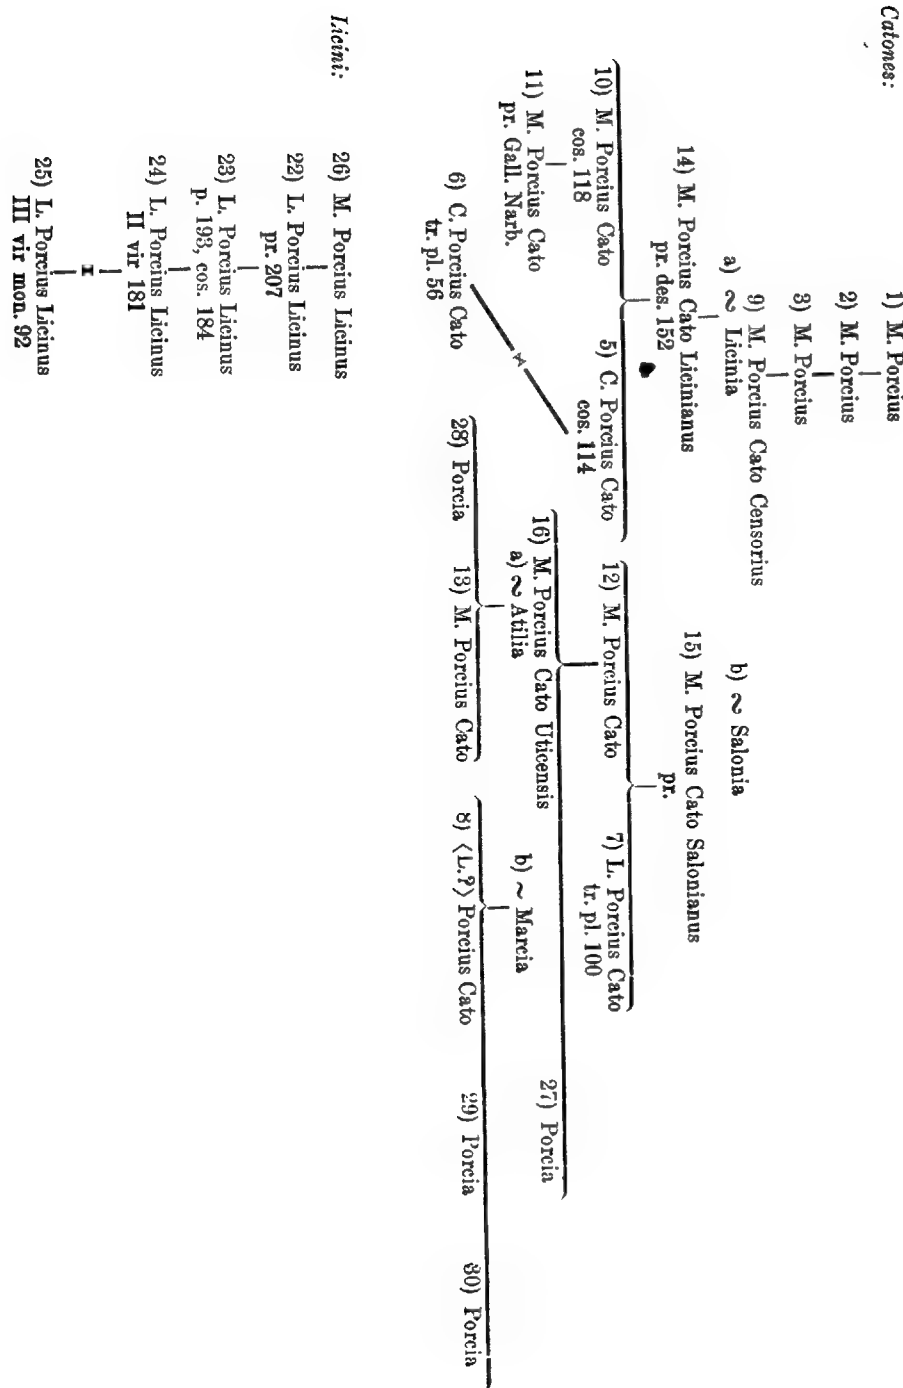 Catones:
1) M. Porcius
2) M. Porcius
3) M. Porcius
9) M. Porcius Cato Censorius
a) ~ Licinia
b) ~ Salonia
14) M. Porcius Cato Licinianus
pr. des. 152
15) M. Porcius Cato Salonianus
pr.
10) M. Porcius Cato
cos. 118
5) C. Porcius Cato
cos. 114
12) M. Porcius Cato
7) L. Porcius Cato
tr. pl. 100
11) M. Porcius Cato
pr. Gall. Narb.
16) M. Porcius Cato Uticensis
a) ~ Atilia
b) ~ Marcia
27) Porcia
6) C. Porcius Cato
tr. pl. 56
x
28) Porcia
13) M. Porcius Cato
8) ⟨L.?⟩ Porcius Cato
29) Porcia
30) Porcia
Licini:
26) M. Porcius Licinus
22) L. Porcius Licinus
pr. 207
23) L. Porcius Licinus
p. 193, cos. 184
24) L. Porcius Licinus
II vir 181
x
25) L. Porcius Licinus
III vir mon. 92